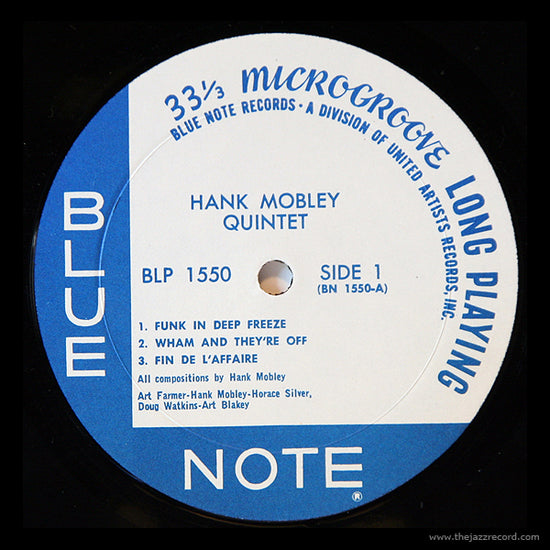 33⅓ MICROGROOVE LONG PLAYING
BLUE NOTE RECORDS • A DIVISION OF UNITED ARTISTS RECORDS, INC.
HANK MOBLEY
QUINTET
BLP 1550
SIDE 1
(BN 1550-A)
1. FUNK IN DEEP FREEZE
2. WHAM AND THEY'RE OFF
3. FIN DE L'AFFAIRE
All compositions by Hank Mobley
Art Farmer-Hank Mobley-Horace Silver,
Doug Watkins-Art Blakey
BLUE
NOTE®
www.thejazzrecord.com